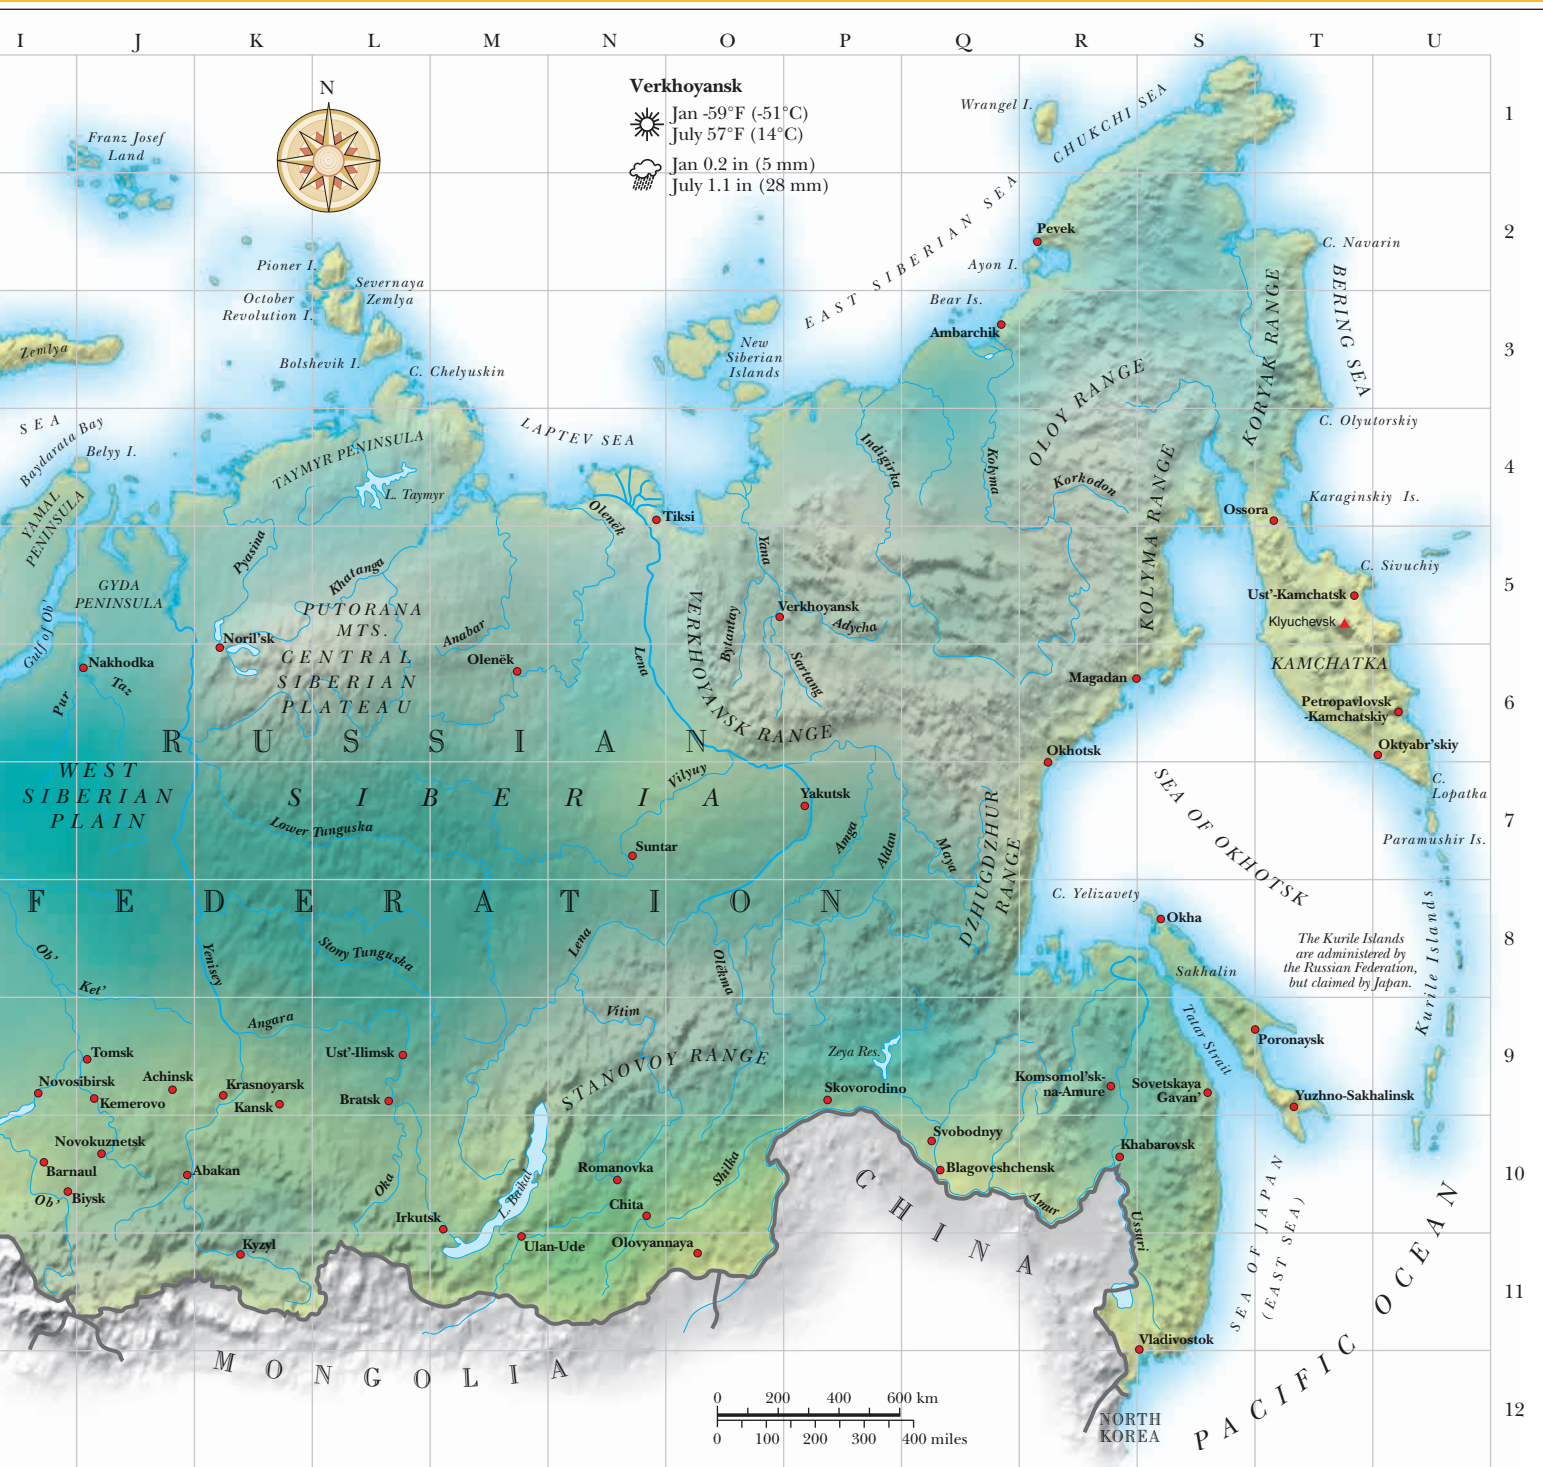 I J K L M N O P Q R S T U
1
2
3
4
5
6
7
8
9
10
11
12
N
Verkhoyansk
Jan -59°F (-51°C)
July 57°F (14°C)
Jan 0.2 in (5 mm)
July 1.1 in (28 mm)
Franz Josef
Land
Wrangel I.
CHUKCHI SEA
EAST SIBERIAN SEA
Pevek
Ayon I.
C. Navarin
BERING SEA
Pioner I.
Severnaya
Zemlya
October
Revolution I.
Bolshevik I.
C. Chelyuskin
Bear Is.
Ambarchik
New
Siberian
Islands
Zemlya
KORYAK RANGE
OLOY RANGE
C. Olyutorskiy
SEA
Baydarata Bay
Belyy I.
TAYMYR PENINSULA
L. Taymyr
LAPTEV SEA
Indigirka
Kolyma
Korkodon
KOLYMA RANGE
Karaginskiy Is.
Ossora
YAMAL
PENINSULA
Olenëk
Tiksi
Pyasina
Khatanga
Yana
C. Sivuchiy
GYDA
PENINSULA
Ust'-Kamchatsk
Klyuchevsk
PUTORANA
MTS.
Verkhoyansk
Adycha
Bytantay
Gulf of Ob'
Noril'sk
Anabar
Olenëk
Lena
VERKHOYANSK RANGE
Sartang
Nakhodka
Taz
Pur
CENTRAL
SIBERIAN
PLATEAU
Magadan
KAMCHATKA
Petropavlovsk
-Kamchatskiy
Oktyabr'skiy
RUSSIAN
Okhotsk
WEST
SIBERIAN
PLAIN
SIBERIA
Vilyuy
Yakutsk
C.
Lopatka
SEA OF OKHOTSK
Lower Tunguska
Suntar
Amga
Aldan
Maya
DZHUGDZHUR
RANGE
Paramushir Is.
FEDERATION
C. Yelizavety
Okha
Ob'
Ket'
Yenisey
Stony Tunguska
Lena
Olëkma
Sakhalin
The Kurile Islands
are administered by
the Russian Federation,
but claimed by Japan.
Kurile Islands
Angara
Vitim
Tatar Strait
Poronaysk
Tomsk
Ust'-Ilimsk
STANOVOY RANGE
Zeya Res.
Novosibirsk
Achinsk
Kemerovo
Krasnoyarsk
Kansk
Bratsk
Skovorodino
Komsomol'sk-
na-Amure
Sovetskaya
Gavan'
Yuzhno-Sakhalinsk
Novokuznetsk
Svobodnyy
Khabarovsk
Barnaul
Abakan
Romanovka
Shilka
Blagoveshchensk
Ob'
Biysk
Oka
L. Baikal
Chita
Amur
Irkutsk
Ussuri
Kyzyl
Ulan-Ude
Olovyannaya
CHINA
SEA OF JAPAN
(EAST SEA)
PACIFIC OCEAN
Vladivostok
MONGOLIA
NORTH
KOREA
0 200 400 600 km
0 100 200 300 400 miles